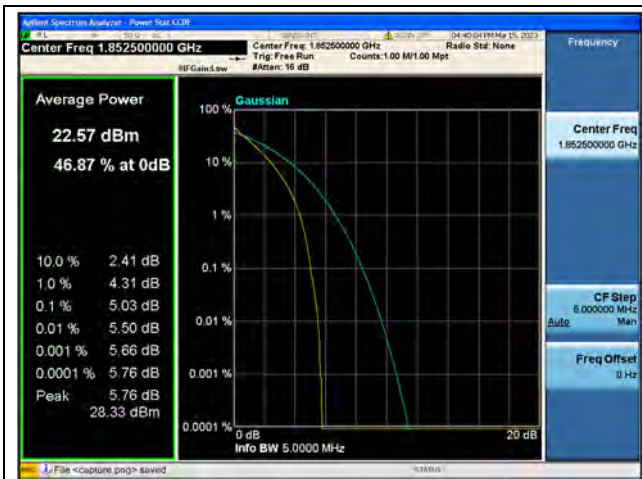 Agilent Spectrum Analyzer - Power Stat CCDF
04:40:04 PM Mar 15, 2023
Center Freq 1.852500000 GHz
Center Freq: 1.852500000 GHz
Radio Std: None
Trig: Free Run
Counts:1.00 M/1.00 Mpt
#IFGain:Low
#Atten: 16 dB
Frequency
Average Power
22.57 dBm
46.87 % at 0dB
10.0 % 2.41 dB
1.0 % 4.31 dB
0.1 % 5.03 dB
0.01 % 5.50 dB
0.001 % 5.66 dB
0.0001 % 5.76 dB
Peak 5.76 dB
28.33 dBm
Gaussian
100 %
10 %
1 %
0.1 %
0.01 %
0.001 %
0.0001 %
0 dB
20 dB
Info BW 5.0000 MHz
Center Freq
1.852500000 GHz
CF Step
5.000000 MHz
Auto Man
Freq Offset
0 Hz
MSG
File <capture.png> saved
STATUS